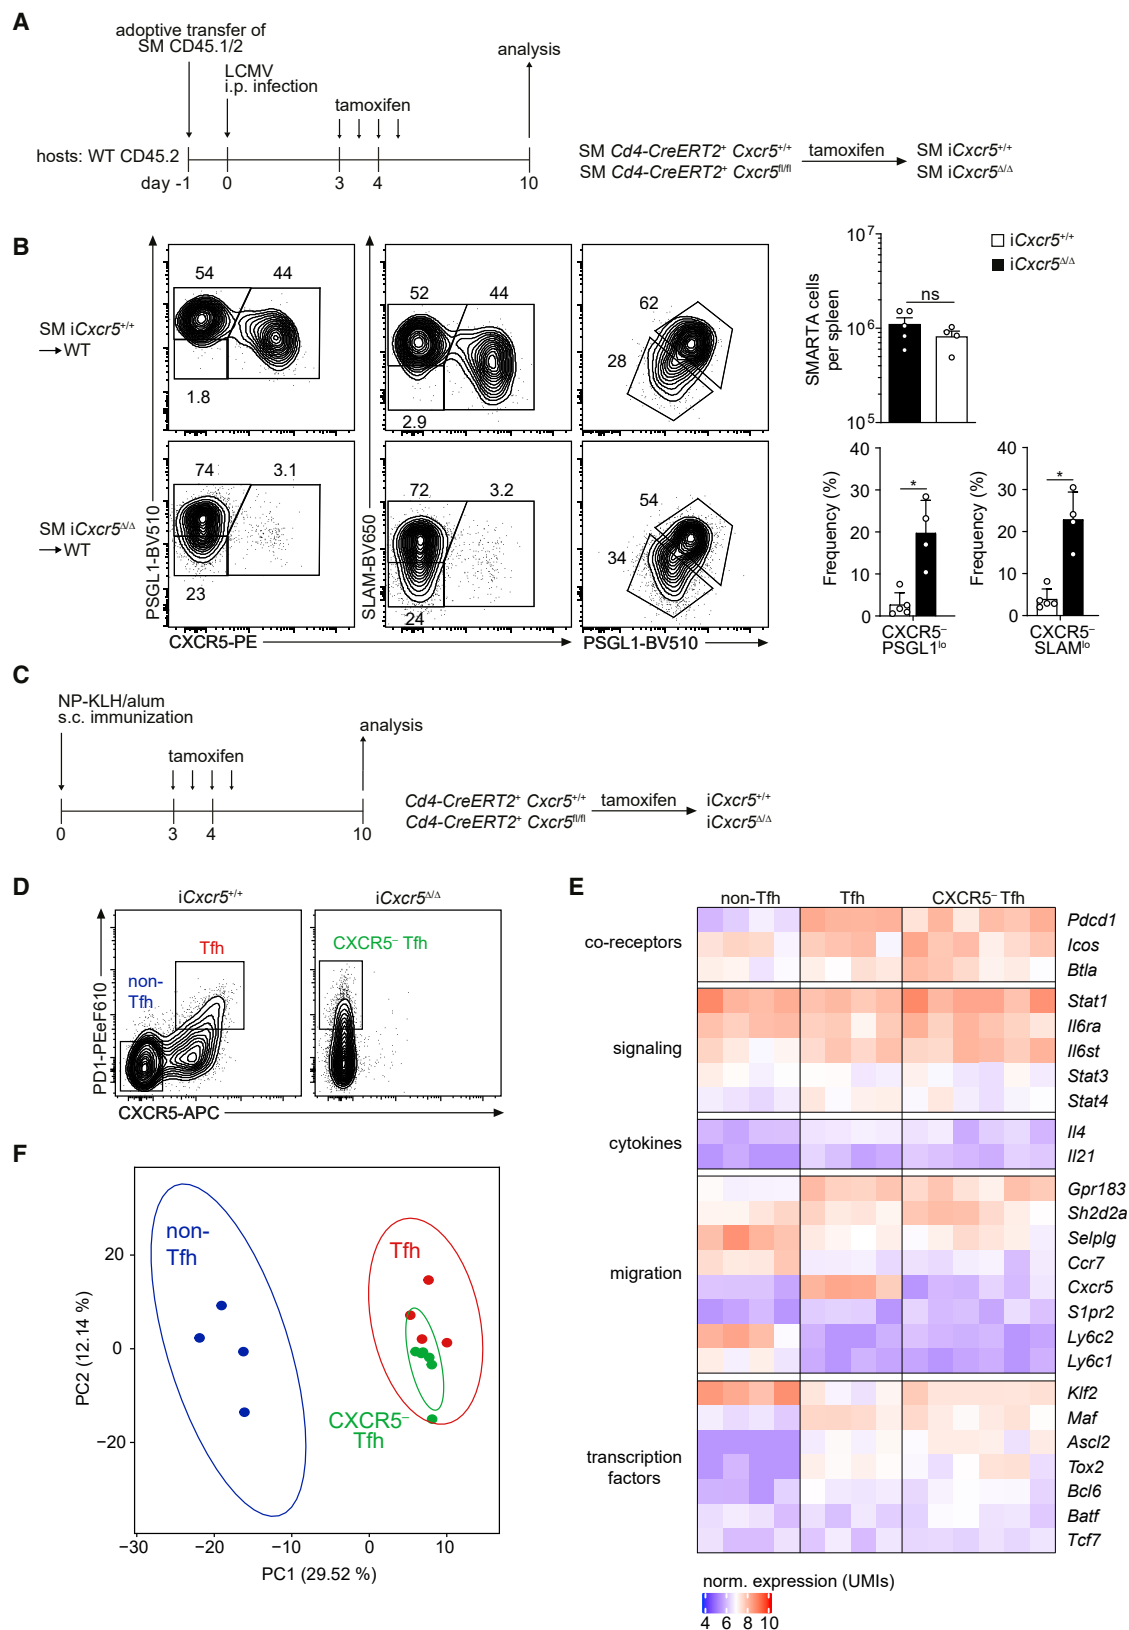 A
adoptive transfer of
SM CD45.1/2
LCMV
i.p. infection
tamoxifen
analysis
hosts: WT CD45.2
day -1 0 3 4 10
SM Cd4-CreERT2⁺ Cxcr5⁺/⁺
SM Cd4-CreERT2⁺ Cxcr5ᶠˡ/ᶠˡ
tamoxifen
SM iCxcr5⁺/⁺
SM iCxcr5Δ/Δ
B
SM iCxcr5⁺/⁺
→WT
54 44
1.8
52 44
2.9
62
28
SM iCxcr5Δ/Δ
→WT
74 3.1
23
72 3.2
24
54
34
PSGL1-BV510
CXCR5-PE
SLAM-BV650
PSGL1-BV510
iCxcr5⁺/⁺
iCxcr5Δ/Δ
SMARTA cells
per spleen
10⁷
10⁶
10⁵
ns
Frequency (%)
40
30
20
10
0
*
CXCR5⁻
PSGL1ˡᵒ
Frequency (%)
40
30
20
10
0
*
CXCR5⁻
SLAMˡᵒ
C
NP-KLH/alum
s.c. immunization
tamoxifen
analysis
0 3 4 10
Cd4-CreERT2⁺ Cxcr5⁺/⁺
Cd4-CreERT2⁺ Cxcr5ᶠˡ/ᶠˡ
tamoxifen
iCxcr5⁺/⁺
iCxcr5Δ/Δ
D
iCxcr5⁺/⁺
iCxcr5Δ/Δ
Tfh
non-
Tfh
CXCR5⁻ Tfh
PD1-PEeF610
CXCR5-APC
E
non-Tfh Tfh CXCR5⁻ Tfh
co-receptors
Pdcd1
Icos
Btla
signaling
Stat1
Il6ra
Il6st
Stat3
Stat4
cytokines
Il4
Il21
migration
Gpr183
Sh2d2a
Selplg
Ccr7
Cxcr5
S1pr2
Ly6c2
Ly6c1
transcription
factors
Klf2
Maf
Ascl2
Tox2
Bcl6
Batf
Tcf7
norm. expression (UMIs)
4 6 8 10
F
non-
Tfh
Tfh
CXCR5⁻
Tfh
PC2 (12.14 %)
20
0
−20
−30 −20 −10 0 10
PC1 (29.52 %)